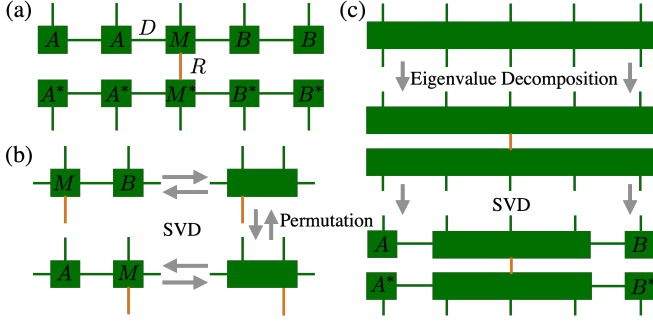 (a)
A A D M B B
R
A* A* M* B* B*
(b)
M B
SVD
Permutation
A M
(c)
Eigenvalue Decomposition
SVD
A B
A* B*